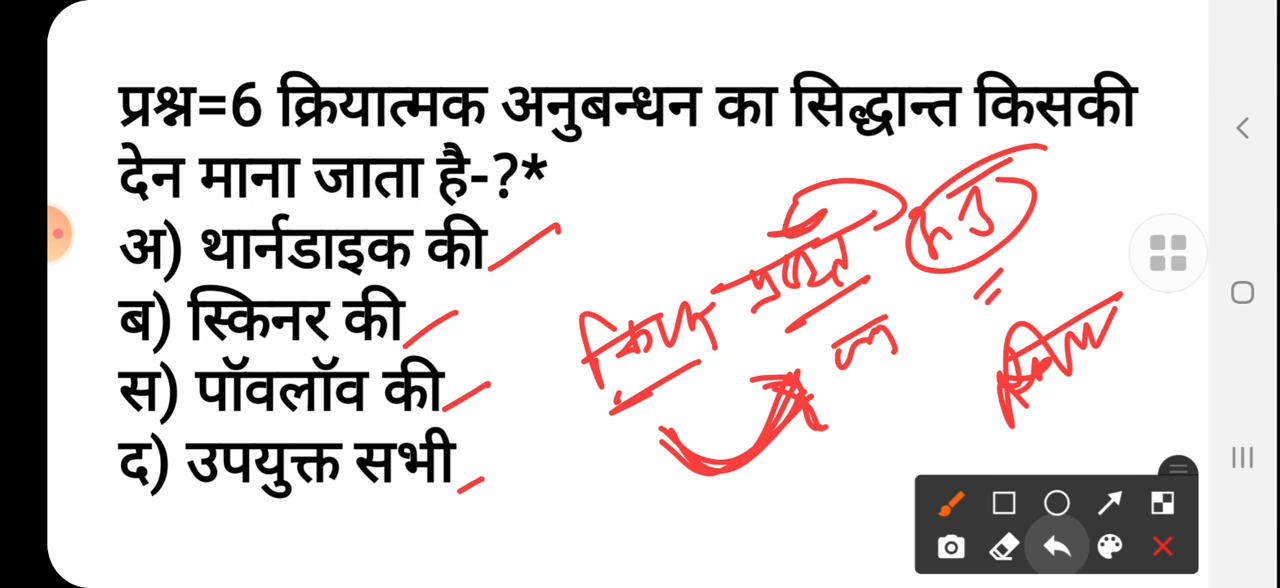 प्रश्न=6 क्रियात्मक अनुबन्धन का सिद्धान्त किसकी
देन माना जाता है-?*
अ) थार्नडाइक की
ब) स्किनर की
स) पॉवलॉव की
द) उपयुक्त सभी